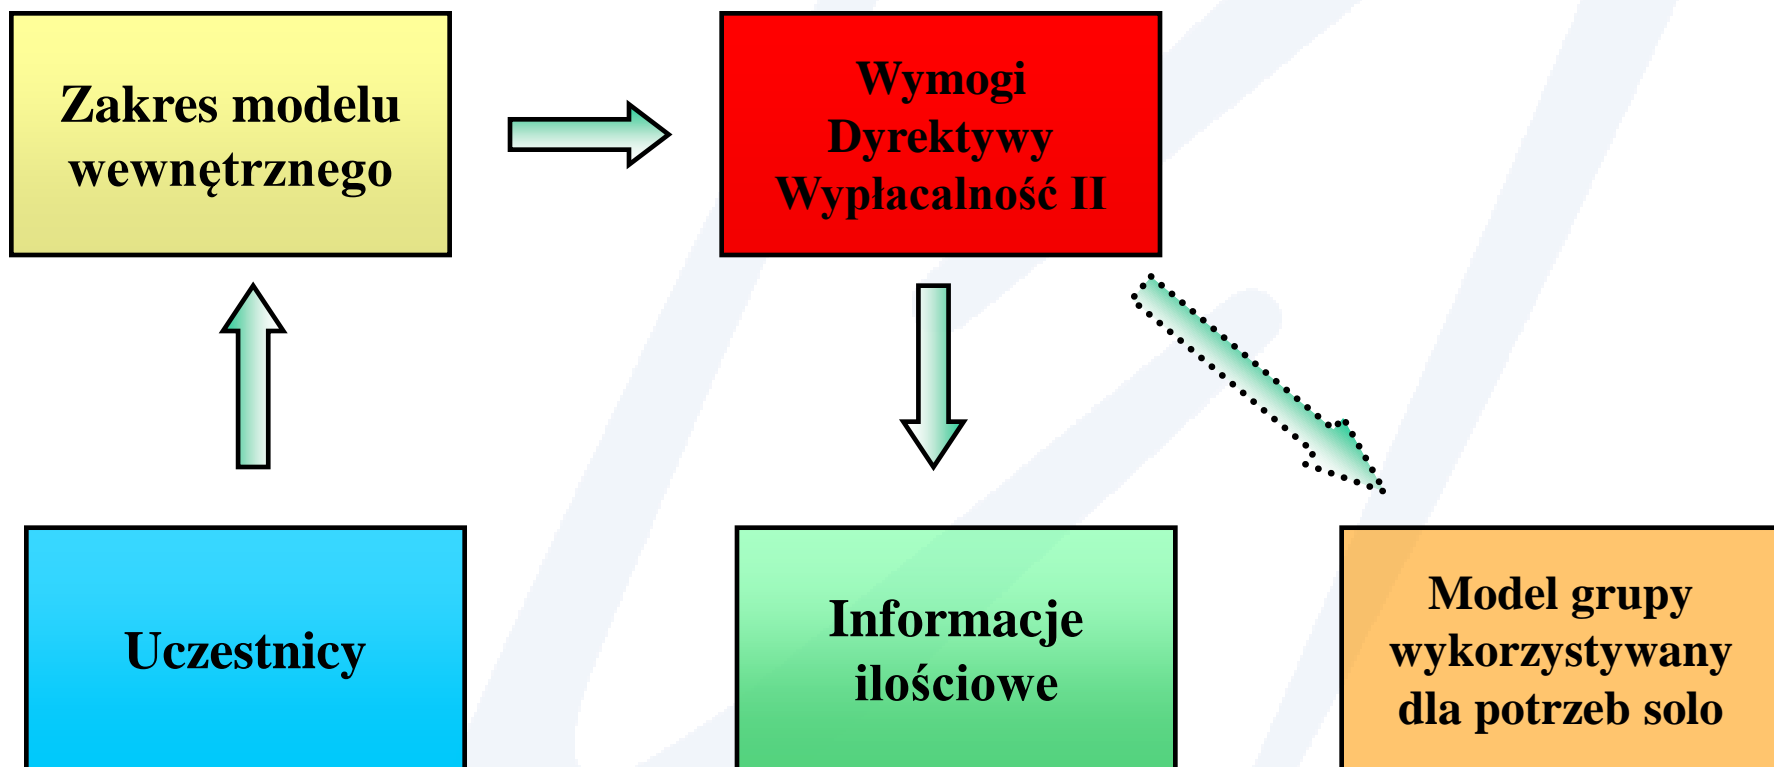 Zakres modelu
wewnętrznego
Wymogi
Dyrektywy
Wypłacalność II
Uczestnicy
Informacje
ilościowe
Model grupy
wykorzystywany
dla potrzeb solo